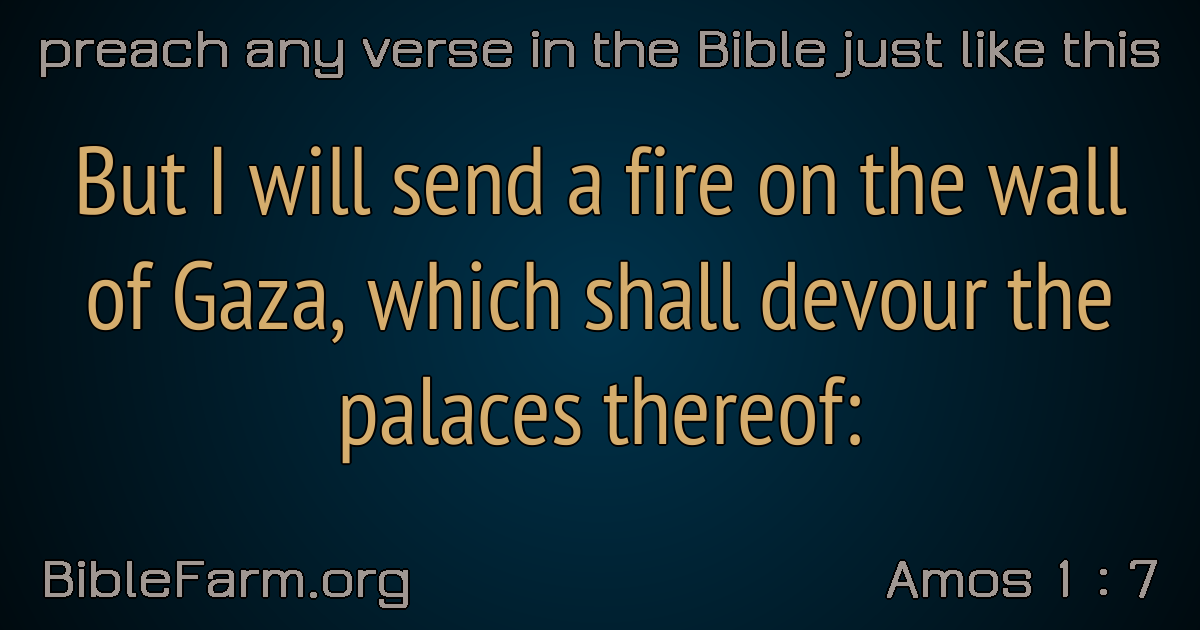 preach any verse in the Bible just like this
But I will send a fire on the wall
of Gaza, which shall devour the
palaces thereof:
BibleFarm.org
Amos 1 : 7